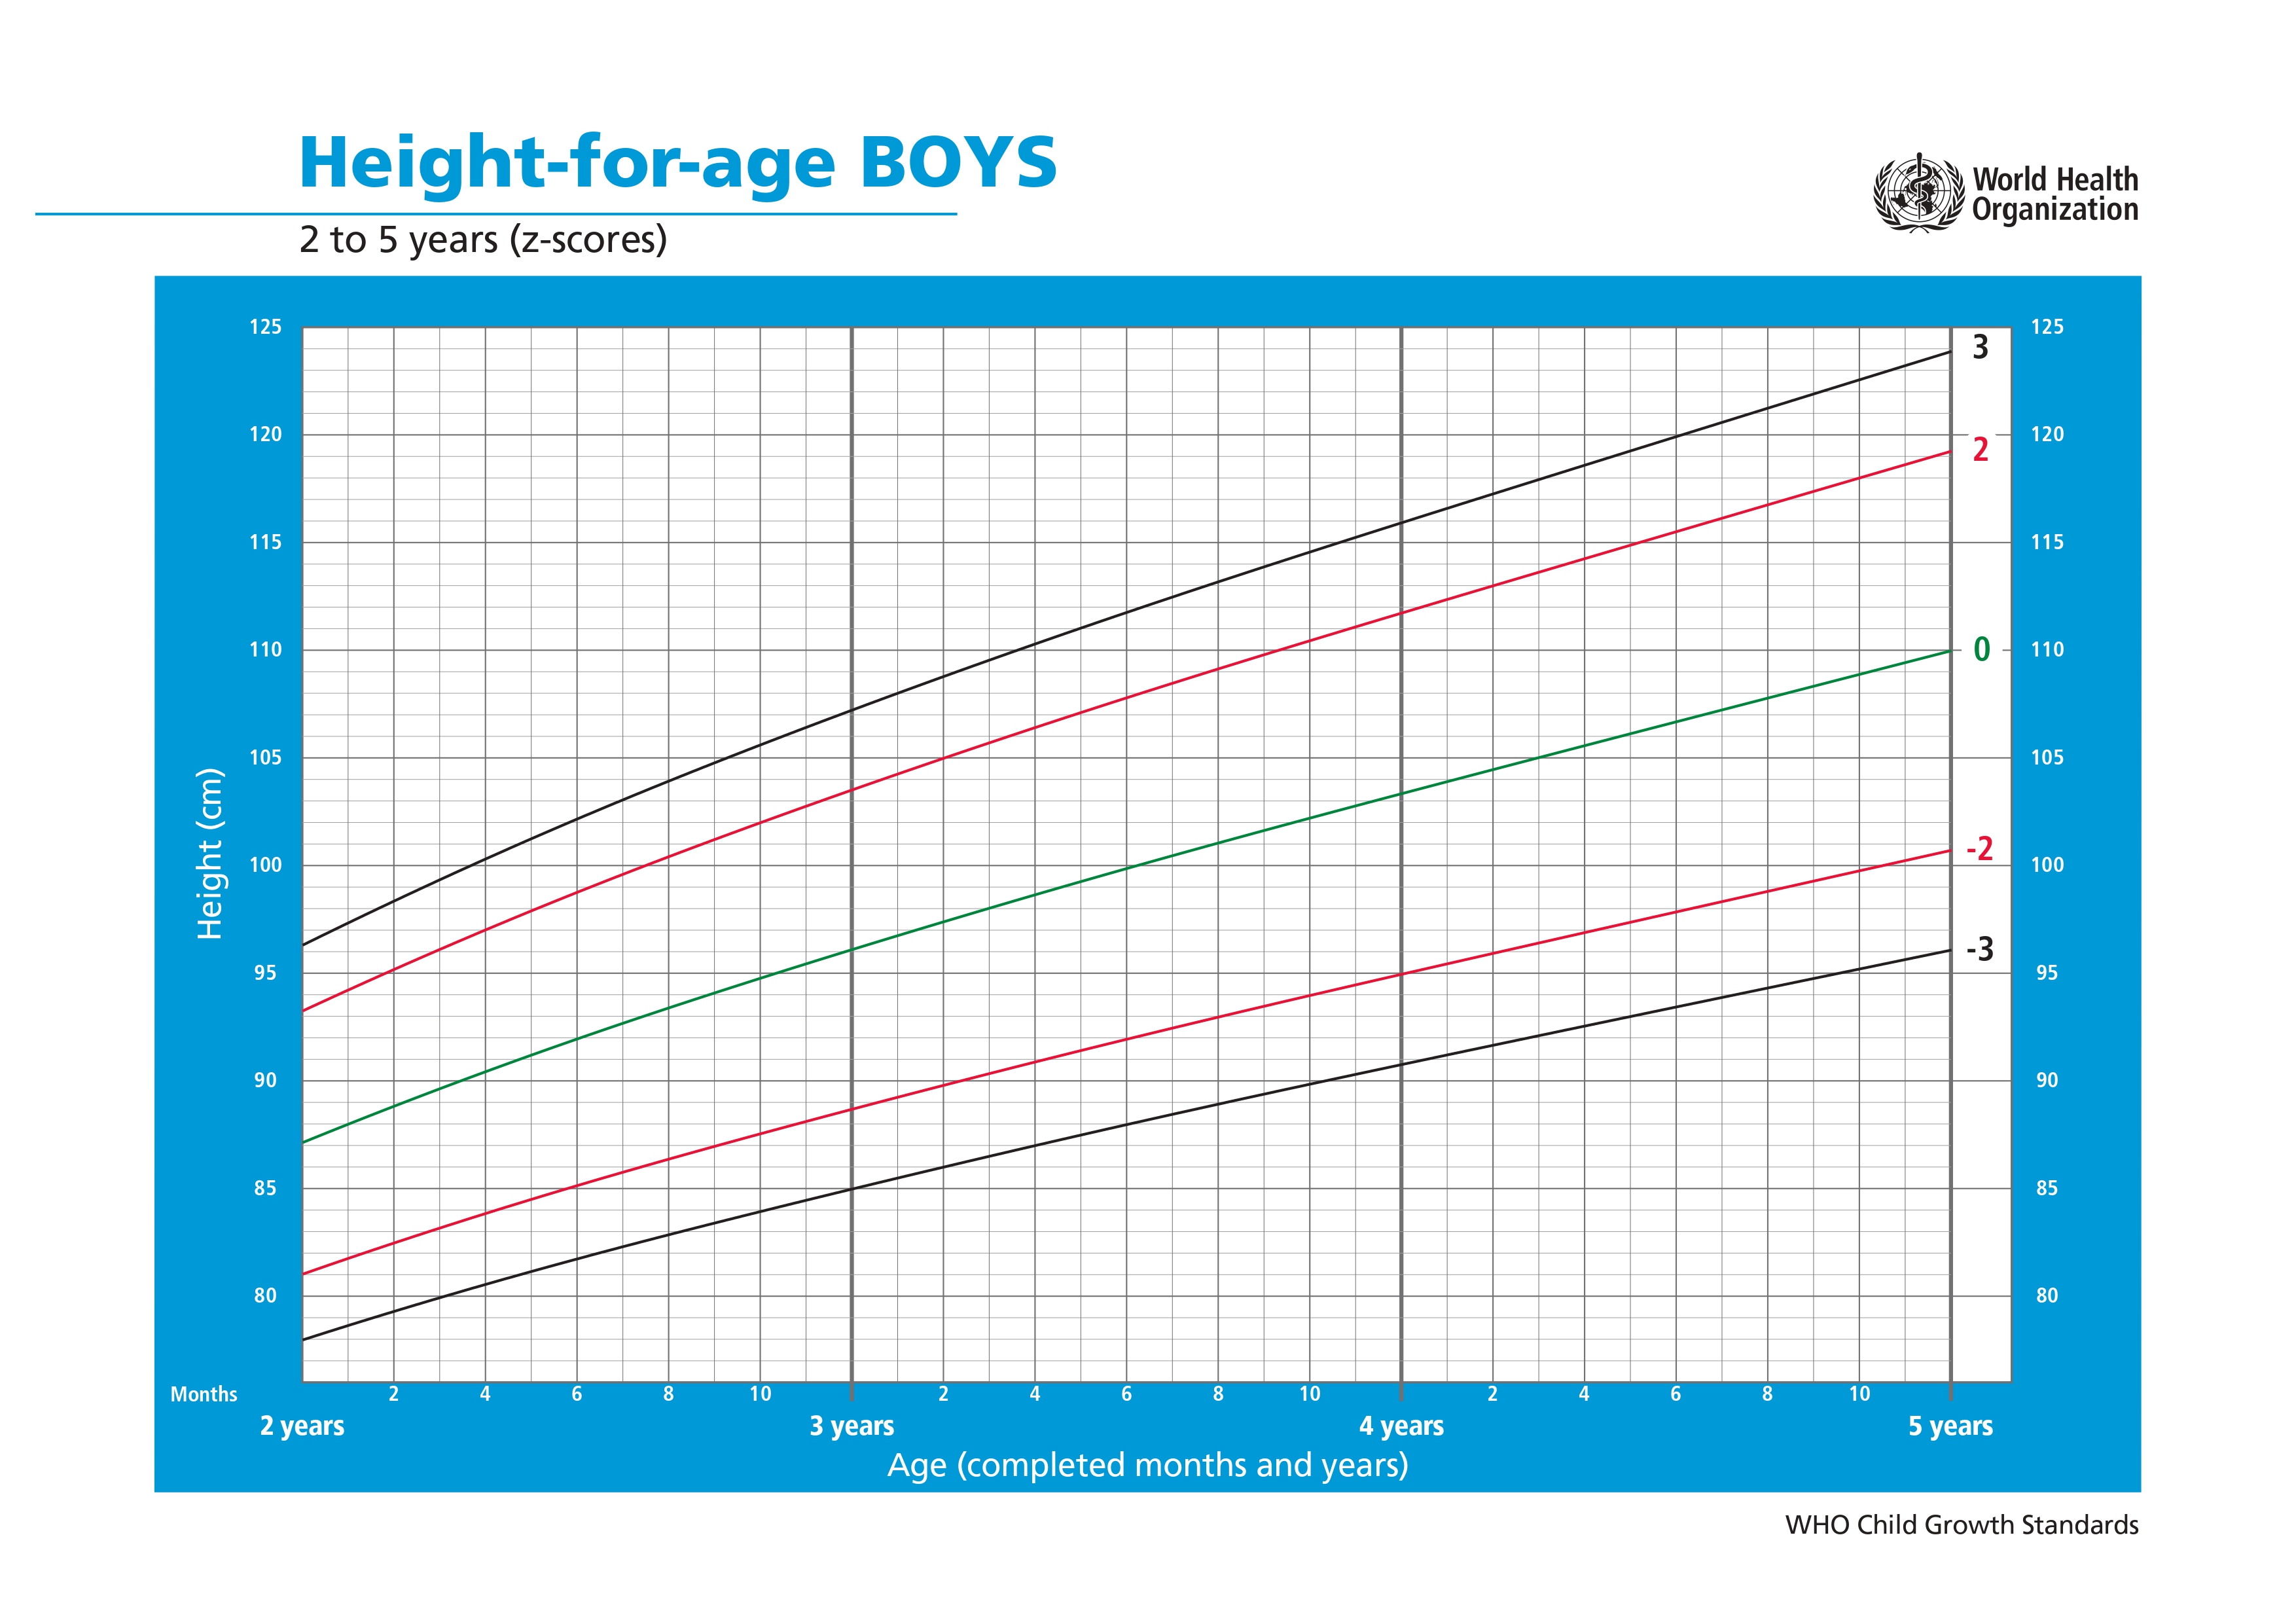 Height-for-age BOYS
2 to 5 years (z-scores)
World Health
Organization
125 125
3
120 120
2
115 115
110 0 110
105 105
Height (cm)
100 -2 100
95 -3 95
90 90
85 85
80 80
Months 2 4 6 8 10 2 4 6 8 10 2 4 6 8 10
2 years 3 years 4 years 5 years
Age (completed months and years)
WHO Child Growth Standards